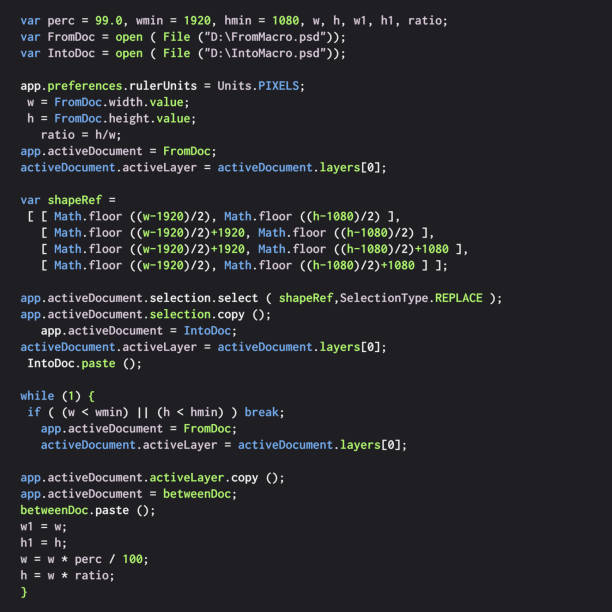 var perc = 99.0, wmin = 1920, hmin = 1080, w, h, w1, h1, ratio;
var FromDoc = open ( File ("D:\FromMacro.psd"));
var IntoDoc = open ( File ("D:\IntoMacro.psd"));
app.preferences.rulerUnits = Units.PIXELS;
w = FromDoc.width.value;
h = FromDoc.height.value;
ratio = h/w;
app.activeDocument = FromDoc;
activeDocument.activeLayer = activeDocument.layers[0];
var shapeRef =
[ [ Math.floor ((w-1920)/2), Math.floor ((h-1080)/2) ],
[ Math.floor ((w-1920)/2)+1920, Math.floor ((h-1080)/2) ],
[ Math.floor ((w-1920)/2)+1920, Math.floor ((h-1080)/2)+1080 ],
[ Math.floor ((w-1920)/2), Math.floor ((h-1080)/2)+1080 ] ];
app.activeDocument.selection.select ( shapeRef,SelectionType.REPLACE );
app.activeDocument.selection.copy ();
app.activeDocument = IntoDoc;
activeDocument.activeLayer = activeDocument.layers[0];
IntoDoc.paste ();
while (1) {
if ( (w < wmin) || (h < hmin) ) break;
app.activeDocument = FromDoc;
activeDocument.activeLayer = activeDocument.layers[0];
app.activeDocument.activeLayer.copy ();
app.activeDocument = betweenDoc;
betweenDoc.paste ();
w1 = w;
h1 = h;
w = w * perc / 100;
h = w * ratio;
}